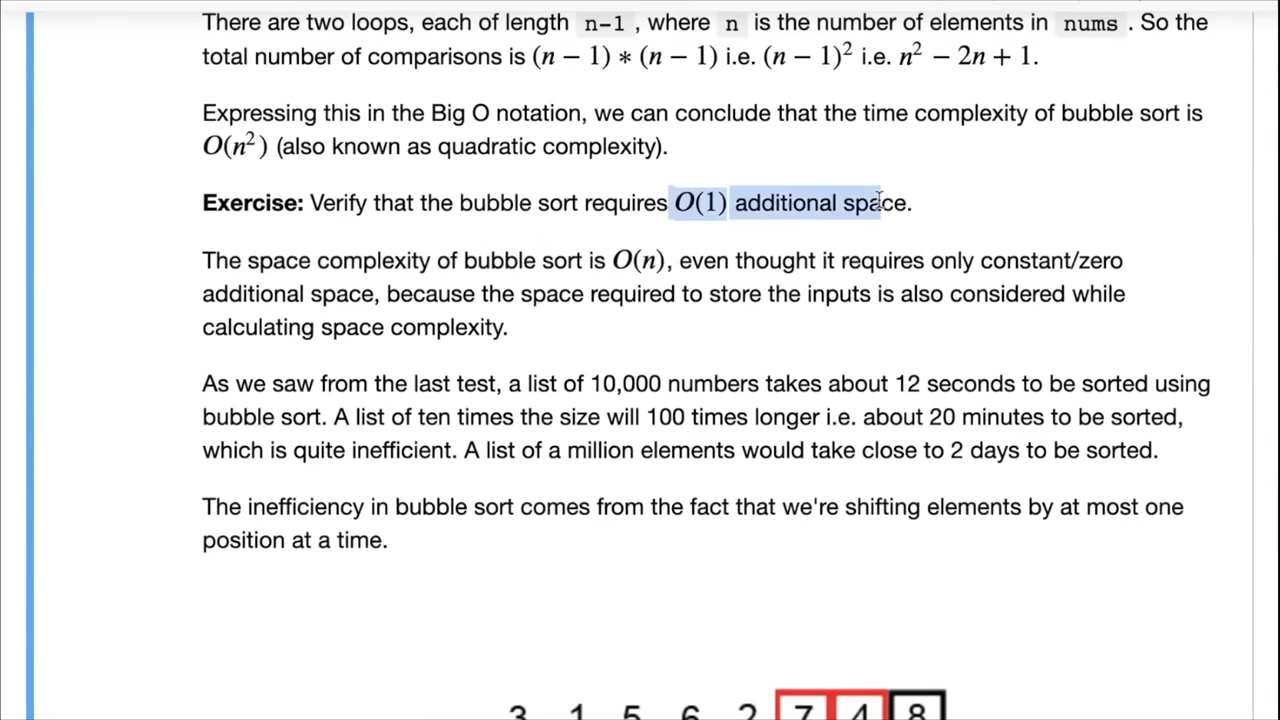 There are two loops, each of length n-1 , where n is the number of elements in nums . So the
total number of comparisons is (n − 1) ∗ (n − 1) i.e. (n − 1)² i.e. n² − 2n + 1.
Expressing this in the Big O notation, we can conclude that the time complexity of bubble sort is
O(n²) (also known as quadratic complexity).
Exercise: Verify that the bubble sort requires O(1) additional space.
The space complexity of bubble sort is O(n), even thought it requires only constant/zero
additional space, because the space required to store the inputs is also considered while
calculating space complexity.
As we saw from the last test, a list of 10,000 numbers takes about 12 seconds to be sorted using
bubble sort. A list of ten times the size will 100 times longer i.e. about 20 minutes to be sorted,
which is quite inefficient. A list of a million elements would take close to 2 days to be sorted.
The inefficiency in bubble sort comes from the fact that we're shifting elements by at most one
position at a time.
3 1 5 6 2 7 4 8